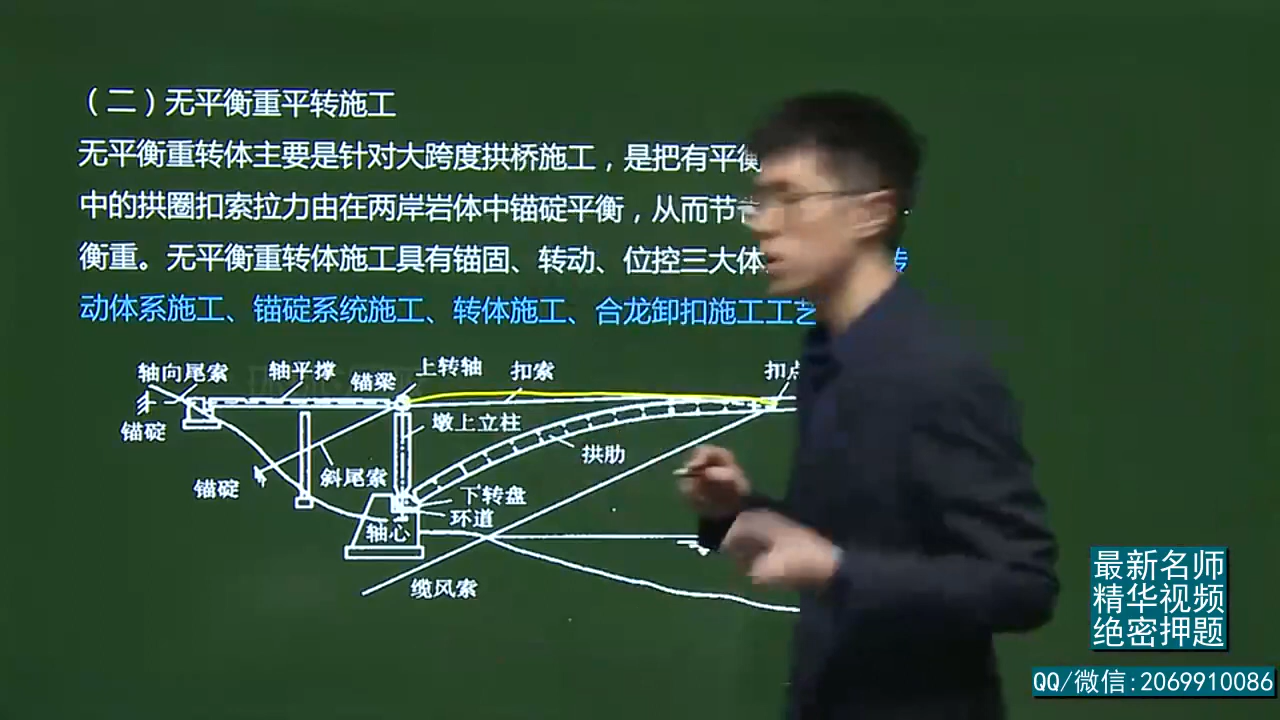 （二）无平衡重平转施工
无平衡重转体主要是针对大跨度拱桥施工，是把有平衡
中的拱圈扣索拉力由在两岸岩体中锚碇平衡，从而节
衡重。无平衡重转体施工具有锚固、转动、位控三大体 转
动体系施工、锚碇系统施工、转体施工、合龙卸扣施工工艺
轴向尾索 轴平撑 锚梁 上转轴 扣索 扣点
锚碇 墩上立柱 拱肋
锚碇 斜尾索 下转盘
环道
轴心
缆风索
最新名师
精华视频
绝密押题
QQ/微信:2069910086